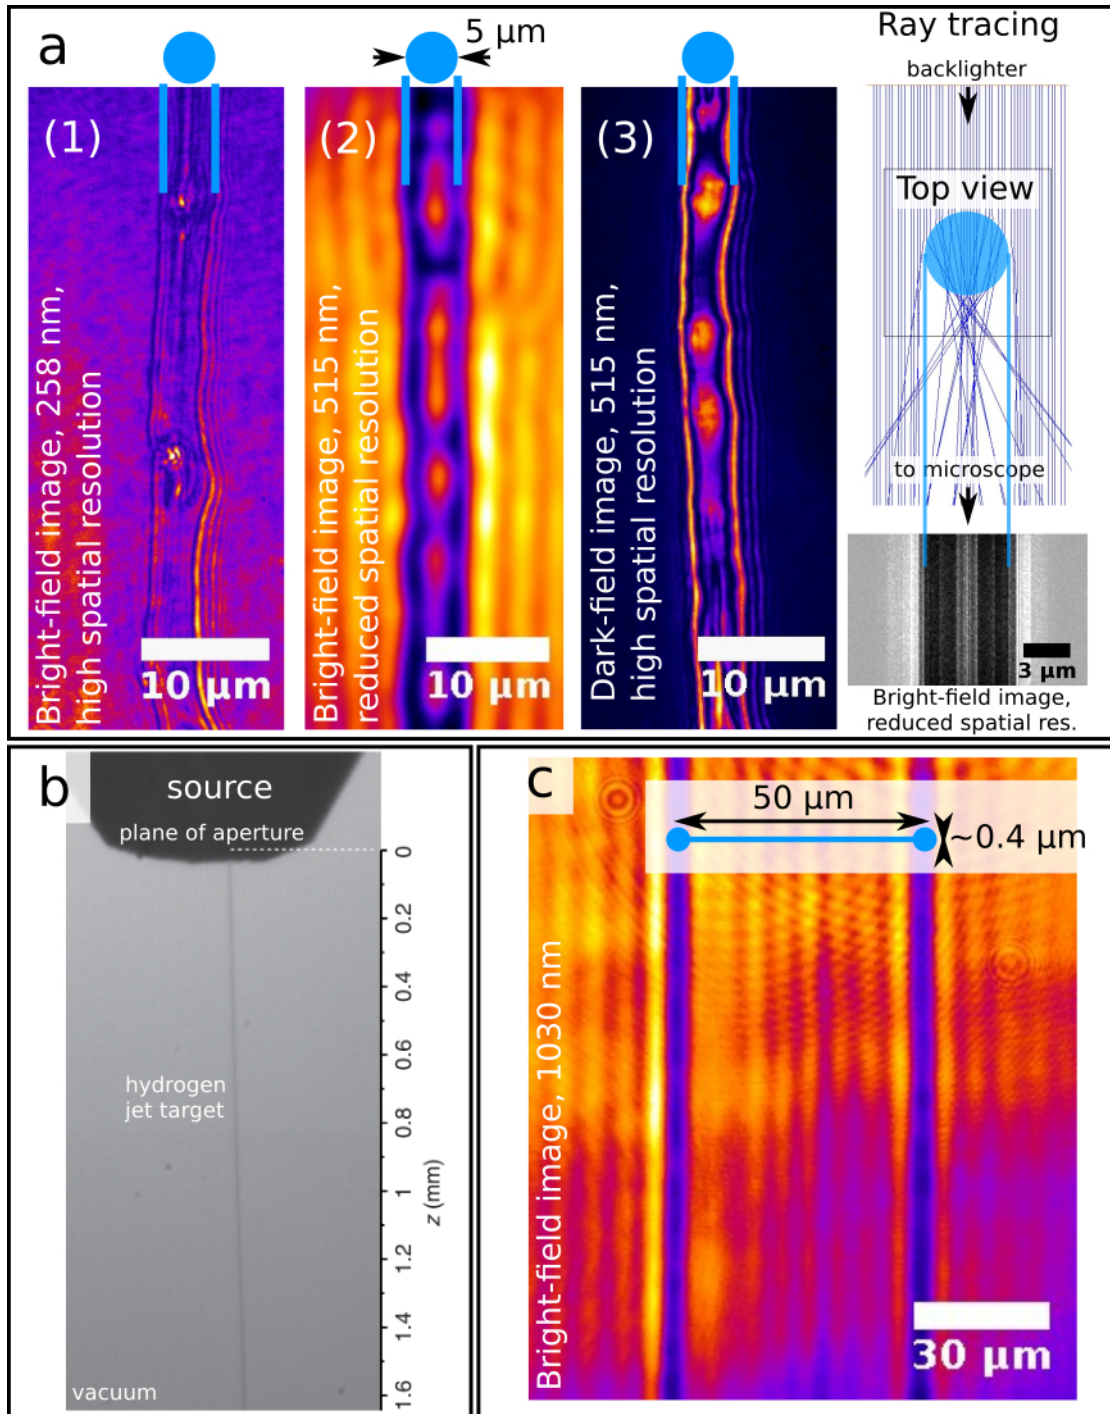 a
5 μm
Ray tracing
backlighter
(1)
(2)
(3)
Top view
to microscope
Bright-field image, 258 nm,
high spatial resolution
10 μm
Bright-field image, 515 nm,
reduced spatial resolution
10 μm
Dark-field image, 515 nm,
high spatial resolution
10 μm
3 μm
Bright-field image,
reduced spatial res.
b
source
plane of aperture
0
0.2
0.4
0.6
0.8
1
1.2
1.4
1.6
z (mm)
hydrogen
jet target
vacuum
c
50 μm
~0.4 μm
Bright-field image, 1030 nm
30 μm